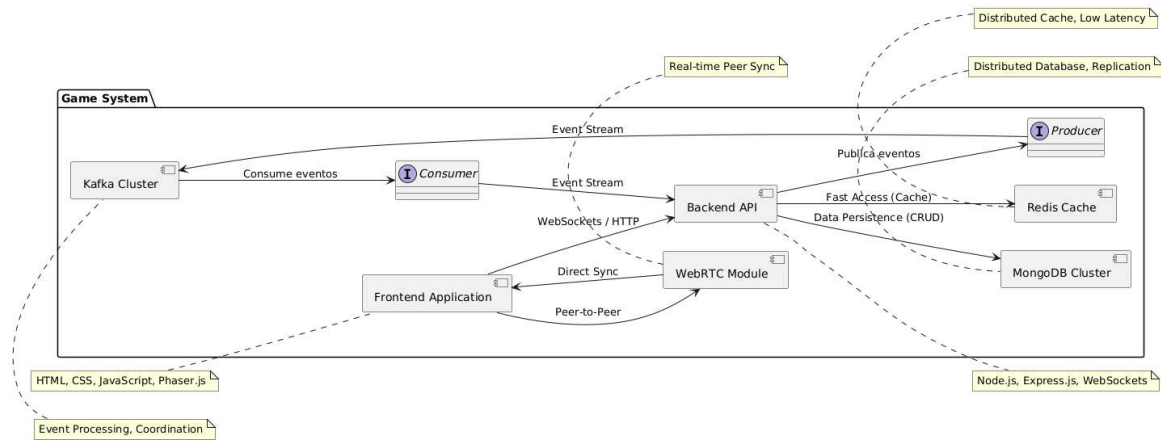 Distributed Cache, Low Latency
Real-time Peer Sync
Distributed Database, Replication
Game System
Event Stream
Producer
Publica eventos
Kafka Cluster
Consume eventos
Consumer
Event Stream
Backend API
Fast Access (Cache)
Redis Cache
WebSockets / HTTP
Data Persistence (CRUD)
Frontend Application
Direct Sync
WebRTC Module
MongoDB Cluster
Peer-to-Peer
HTML, CSS, JavaScript, Phaser.js
Node.js, Express.js, WebSockets
Event Processing, Coordination
I
I